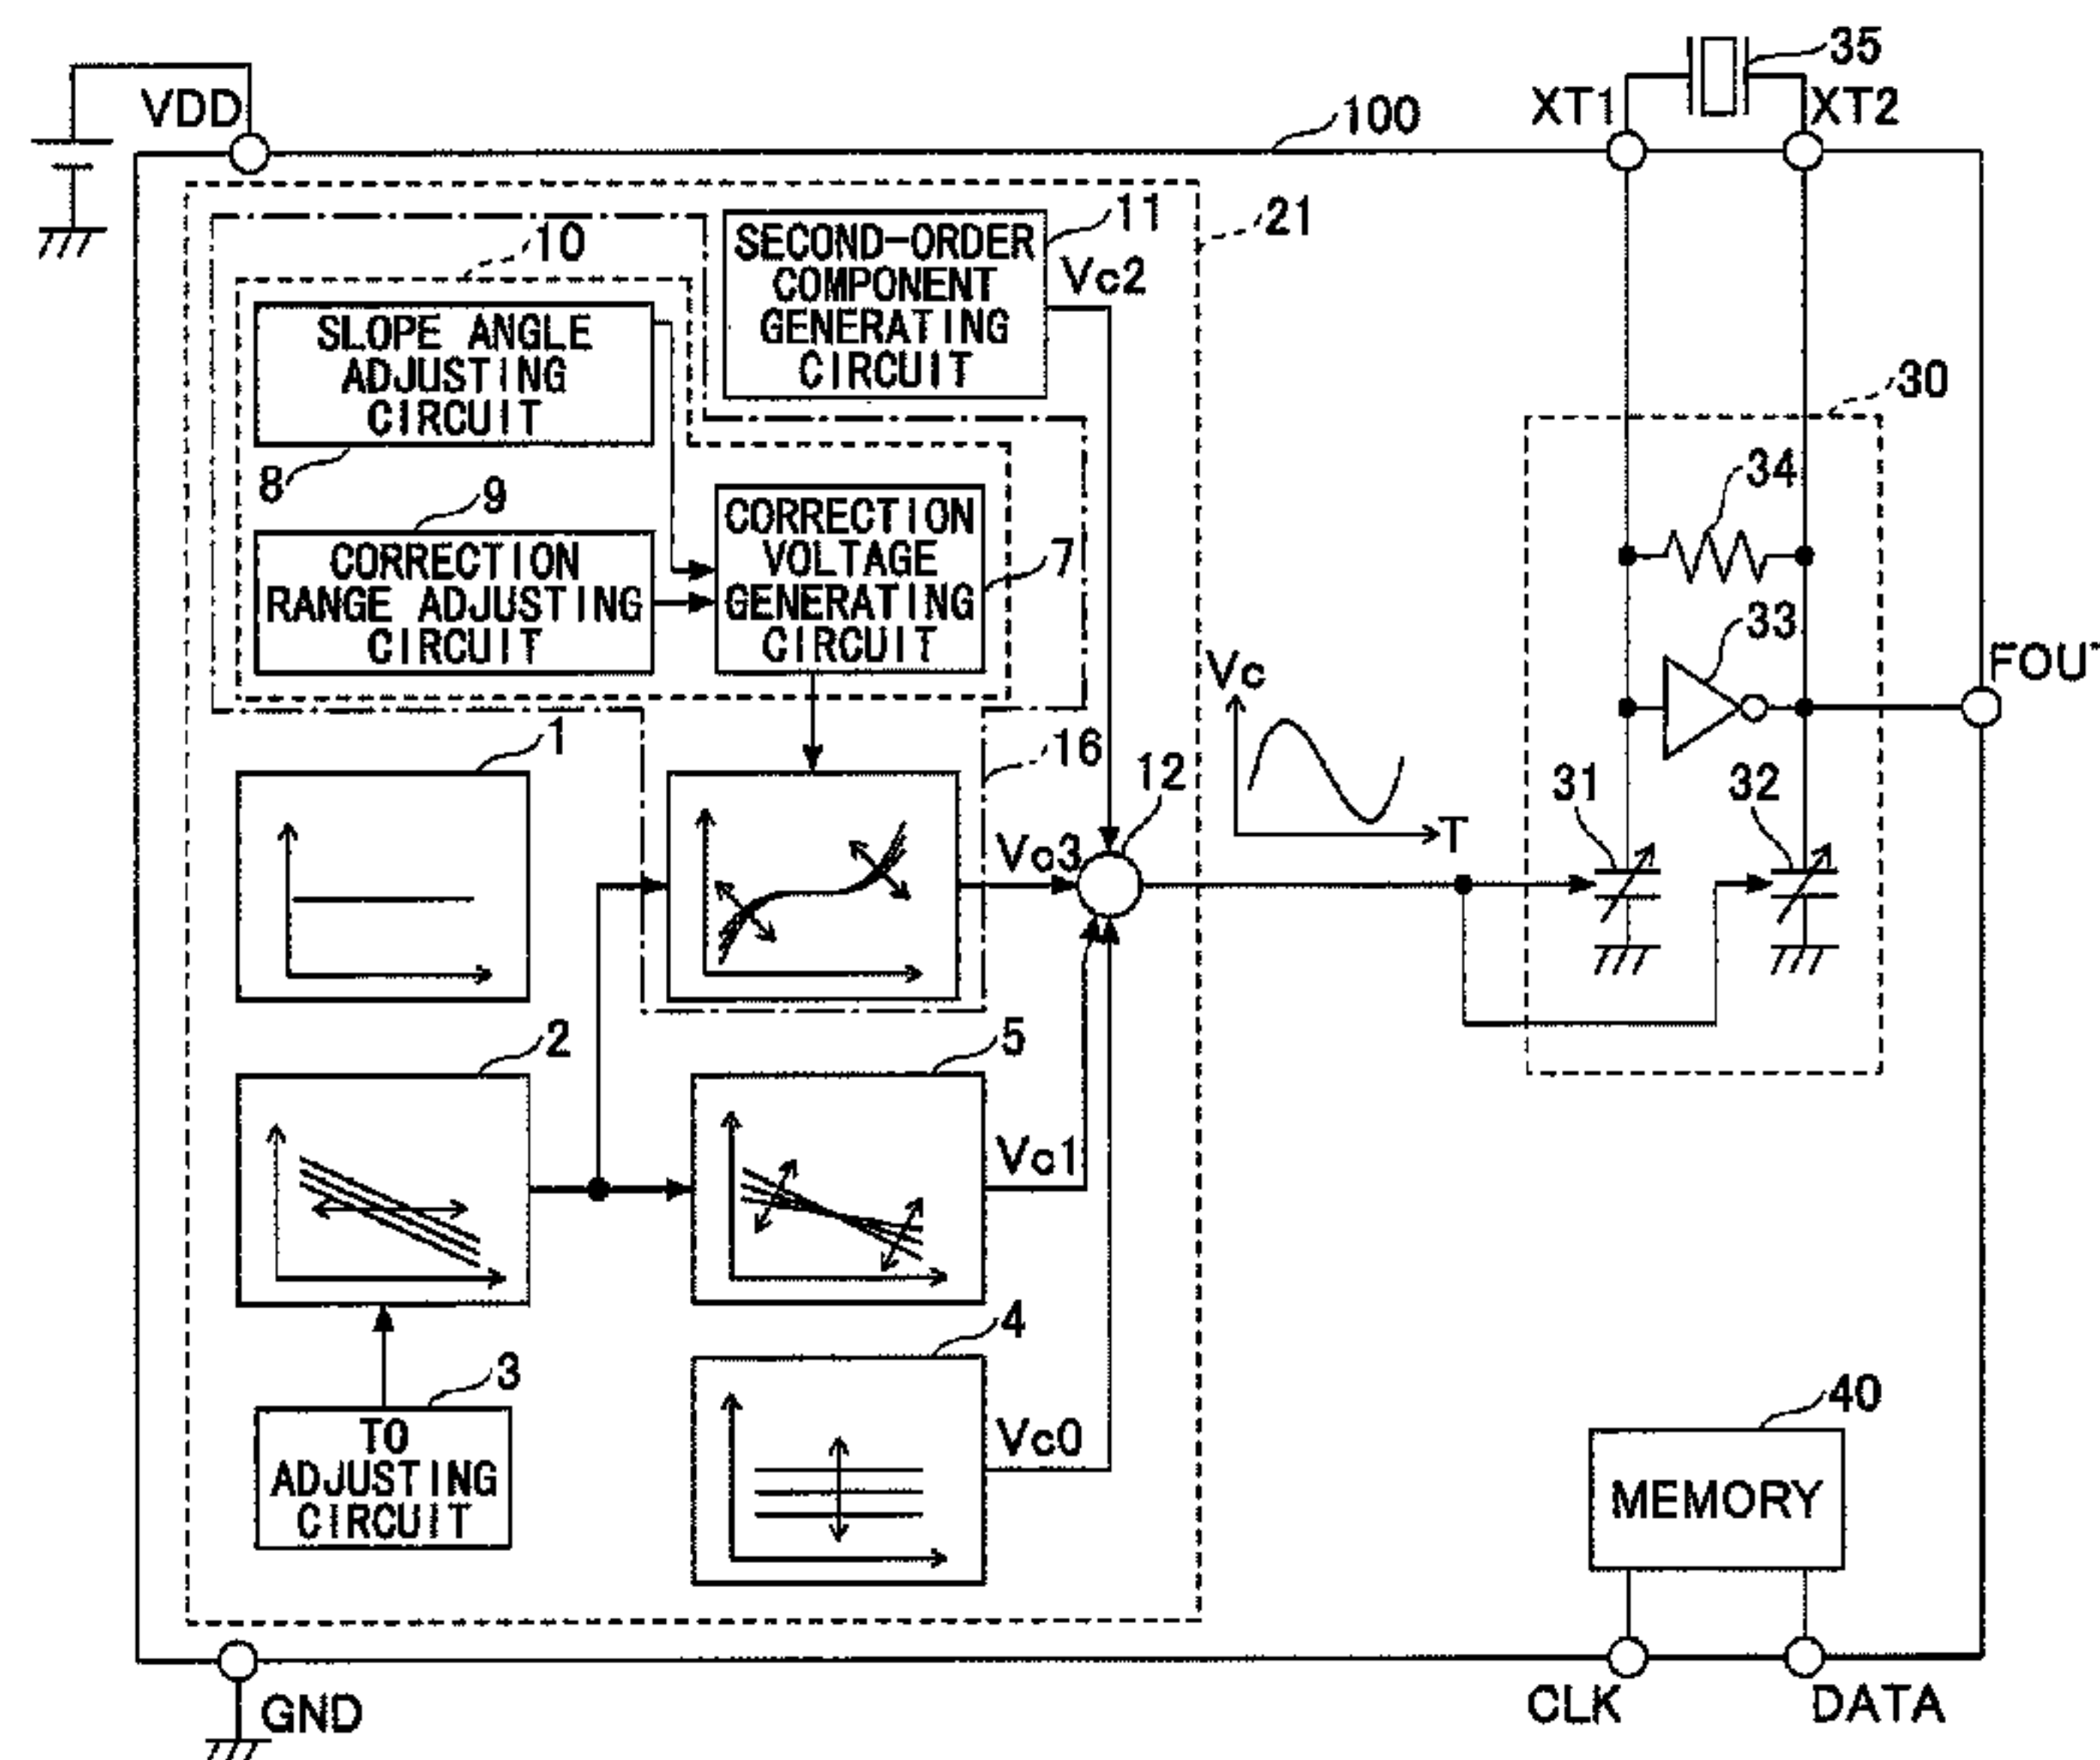 VDD
100
XT1
35
XT2
10
SECOND-ORDER
COMPONENT
GENERATING
CIRCUIT
11
Vc2
21
SLOPE ANGLE
ADJUSTING
CIRCUIT
8
30
9
CORRECTION
RANGE ADJUSTING
CIRCUIT
CORRECTION
VOLTAGE
GENERATING
CIRCUIT
7
34
33
FOUT
Vc
T
1
16
12
31
32
Vc3
2
5
Vc1
3
T0
ADJUSTING
CIRCUIT
4
Vc0
40
MEMORY
GND
CLK
DATA